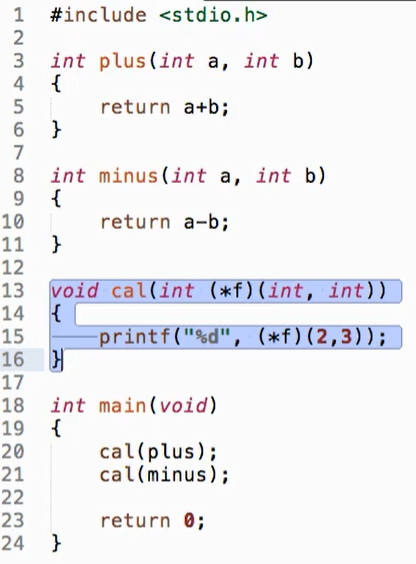 1 #include <stdio.h>
2
3 int plus(int a, int b)
4 {
5     return a+b;
6 }
7
8 int minus(int a, int b)
9 {
10     return a-b;
11 }
12
13 void cal(int (*f)(int, int))
14 {
15     printf("%d", (*f)(2,3));
16 }
17
18 int main(void)
19 {
20     cal(plus);
21     cal(minus);
22
23     return 0;
24 }